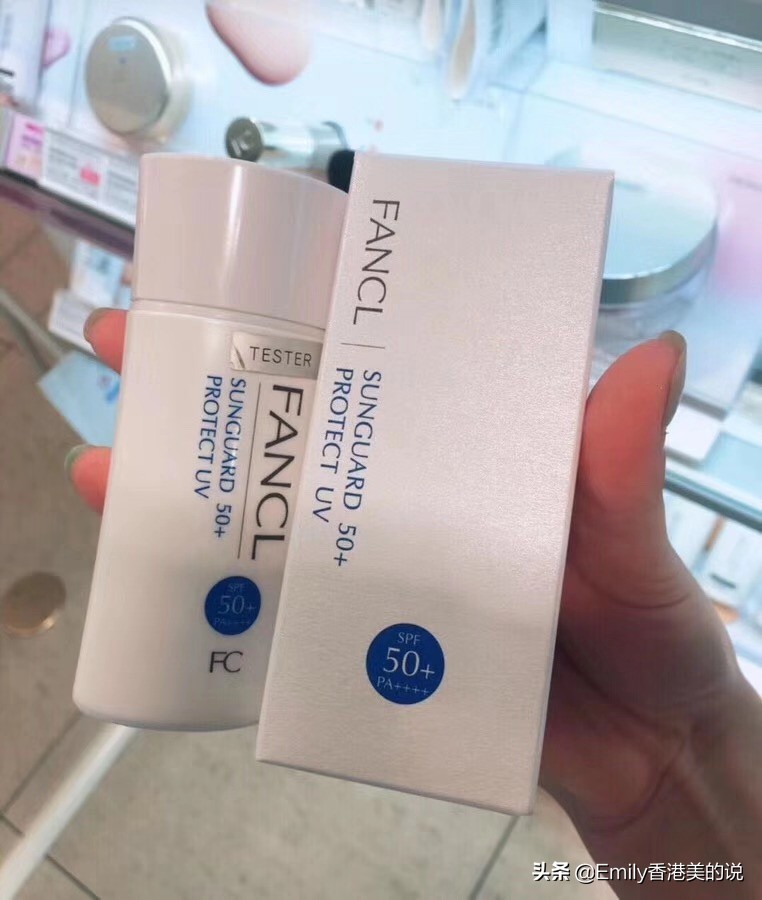 TESTER
FANCL
SUNGUARD 50+
PROTECT UV
SPF
50+
PA++++
FC
FANCL
SUNGUARD 50+
PROTECT UV
SPF
50+
PA++++
头条 @Emily香港美的说